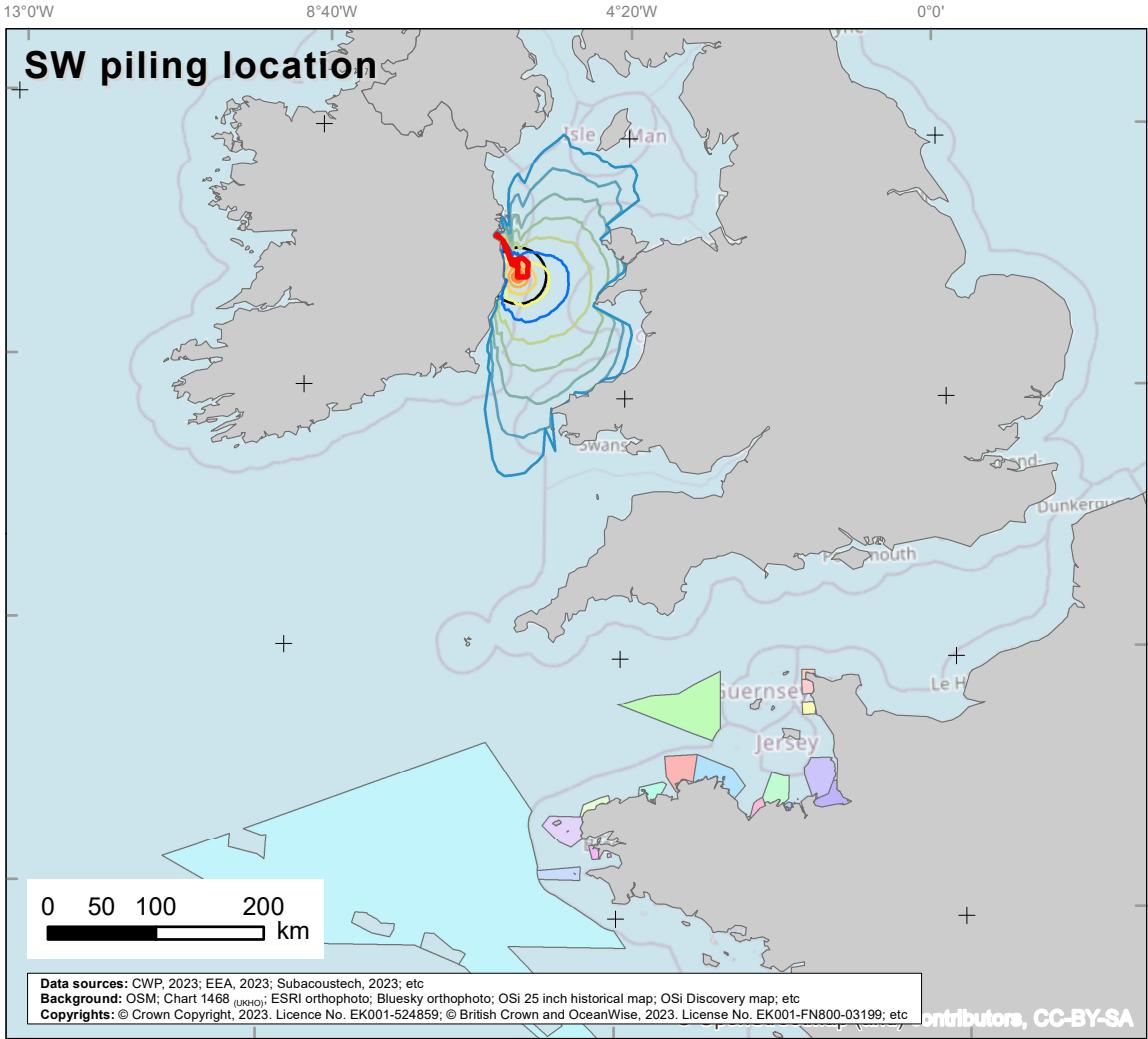 13°0'W 8°40'W 4°20'W 0°0'
SW piling location
Isle Man
Swans
Dunkerqu
mouth
Guernse
Le H
Jersey
0 50 100 200
km
Data sources: CWP, 2023; EEA, 2023; Subacoustech, 2023; etc
Background: OSM; Chart 1468 (UKHO); ESRI orthophoto; Bluesky orthophoto; OSi 25 inch historical map; OSi Discovery map; etc
Copyrights: © Crown Copyright, 2023. Licence No. EK001-524859; © British Crown and OceanWise, 2023. Licence No. EK001-FN800-03199; etc
contributors, CC-BY-SA